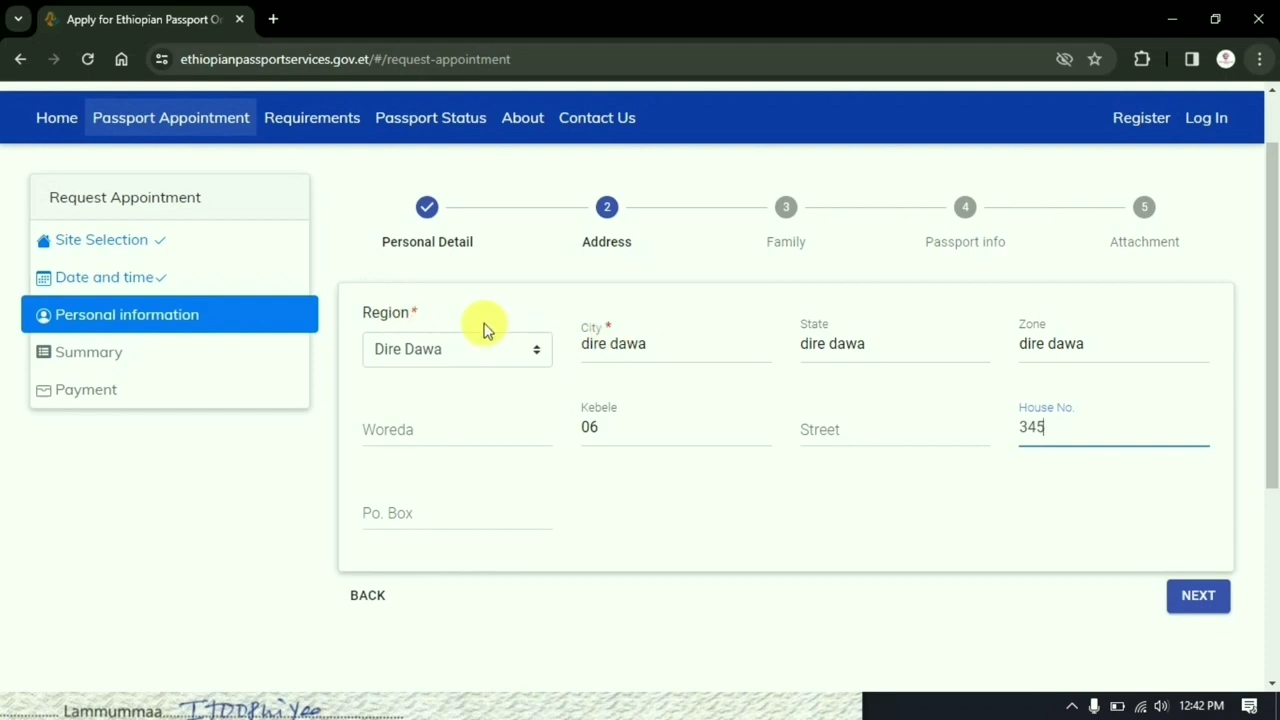 Apply for Ethiopian Passport Or
ethiopianpassportservices.gov.et/#/request-appointment
Home Passport Appointment Requirements Passport Status About Contact Us Register Log In
Request Appointment
Site Selection
Date and time
Personal information
Summary
Payment
2 3 4 5
Personal Detail Address Family Passport info Attachment
Region*
Dire Dawa
City *
dire dawa
State
dire dawa
Zone
dire dawa
Woreda
Kebele
06
Street
House No.
345
Po. Box
BACK
NEXT
Lammummaa
12:42 PM